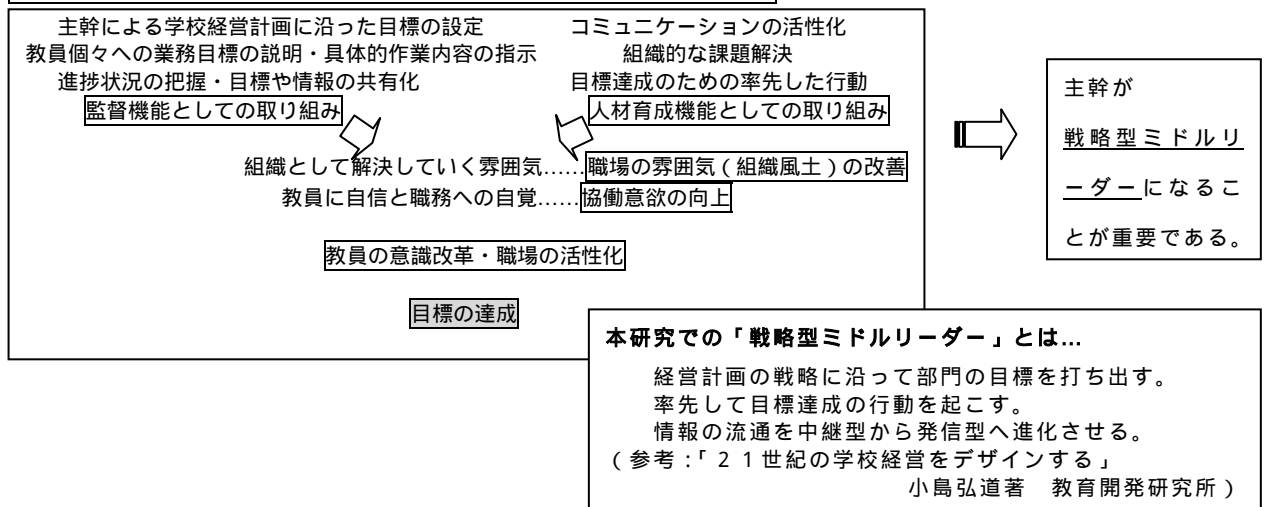 主幹による学校経営計画に沿った目標の設定
教員個々への業務目標の説明・具体的作業内容の指示
進捗状況の把握・目標や情報の共有化
監督機能としての取り組み
コミュニケーションの活性化
組織的な課題解決
目標達成のための率先した行動
人材育成機能としての取り組み
組織として解決していく雰囲気……職場の雰囲気（組織風土）の改善
教員に自信と職務への自覚……協働意欲の向上
教員の意識改革・職場の活性化
目標の達成
主幹が
戦略型ミドルリ
ーダーになるこ
とが重要である。
本研究での「戦略型ミドルリーダー」とは…
経営計画の戦略に沿って部門の目標を打ち出す。
率先して目標達成の行動を起こす。
情報の流通を中継型から発信型へ進化させる。
（参考：「２１世紀の学校経営をデザインする」
小島弘道著　教育開発研究所）